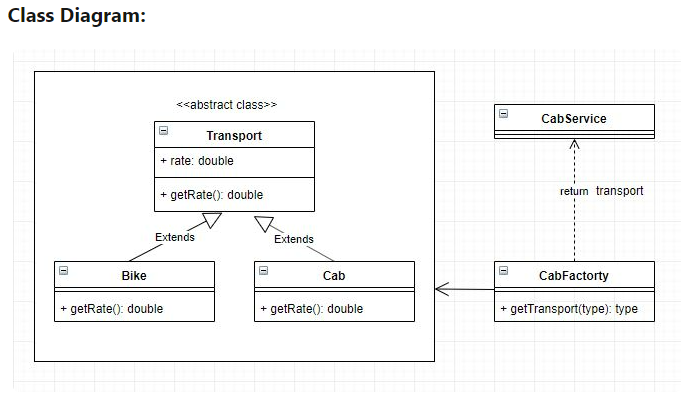 Class Diagram:
<<abstract class>>
Transport
+ rate: double
+ getRate(): double
Extends
Extends
Bike
+ getRate(): double
Cab
+ getRate(): double
CabService
return transport
CabFactorty
+ getTransport(type): type